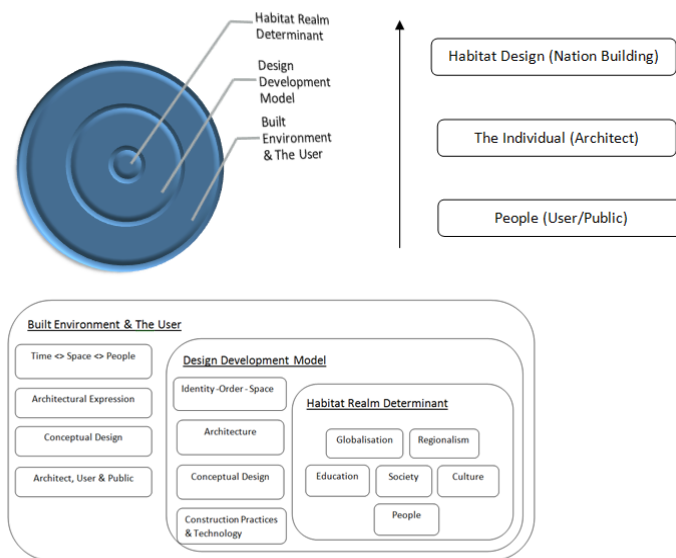 Habitat Realm
Determinant
Design
Development
Model
Built
Environment
& The User
Habitat Design (Nation Building)
The Individual (Architect)
People (User/Public)
Built Environment & The User
Time <> Space <> People
Architectural Expression
Conceptual Design
Architect, User & Public
Design Development Model
Identity -Order - Space
Architecture
Conceptual Design
Construction Practices
& Technology
Habitat Realm Determinant
Globalisation
Regionalism
Education
Society
Culture
People